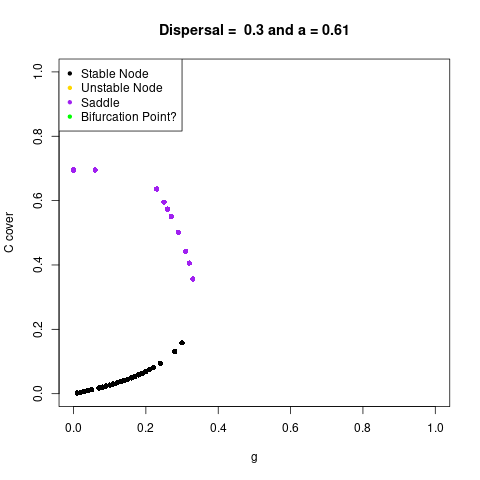 Dispersal =  0.3 and a = 0.61
Stable Node
Unstable Node
Saddle
Bifurcation Point?
C cover
1.0
0.8
0.6
0.4
0.2
0.0
0.0 0.2 0.4 0.6 0.8 1.0
g